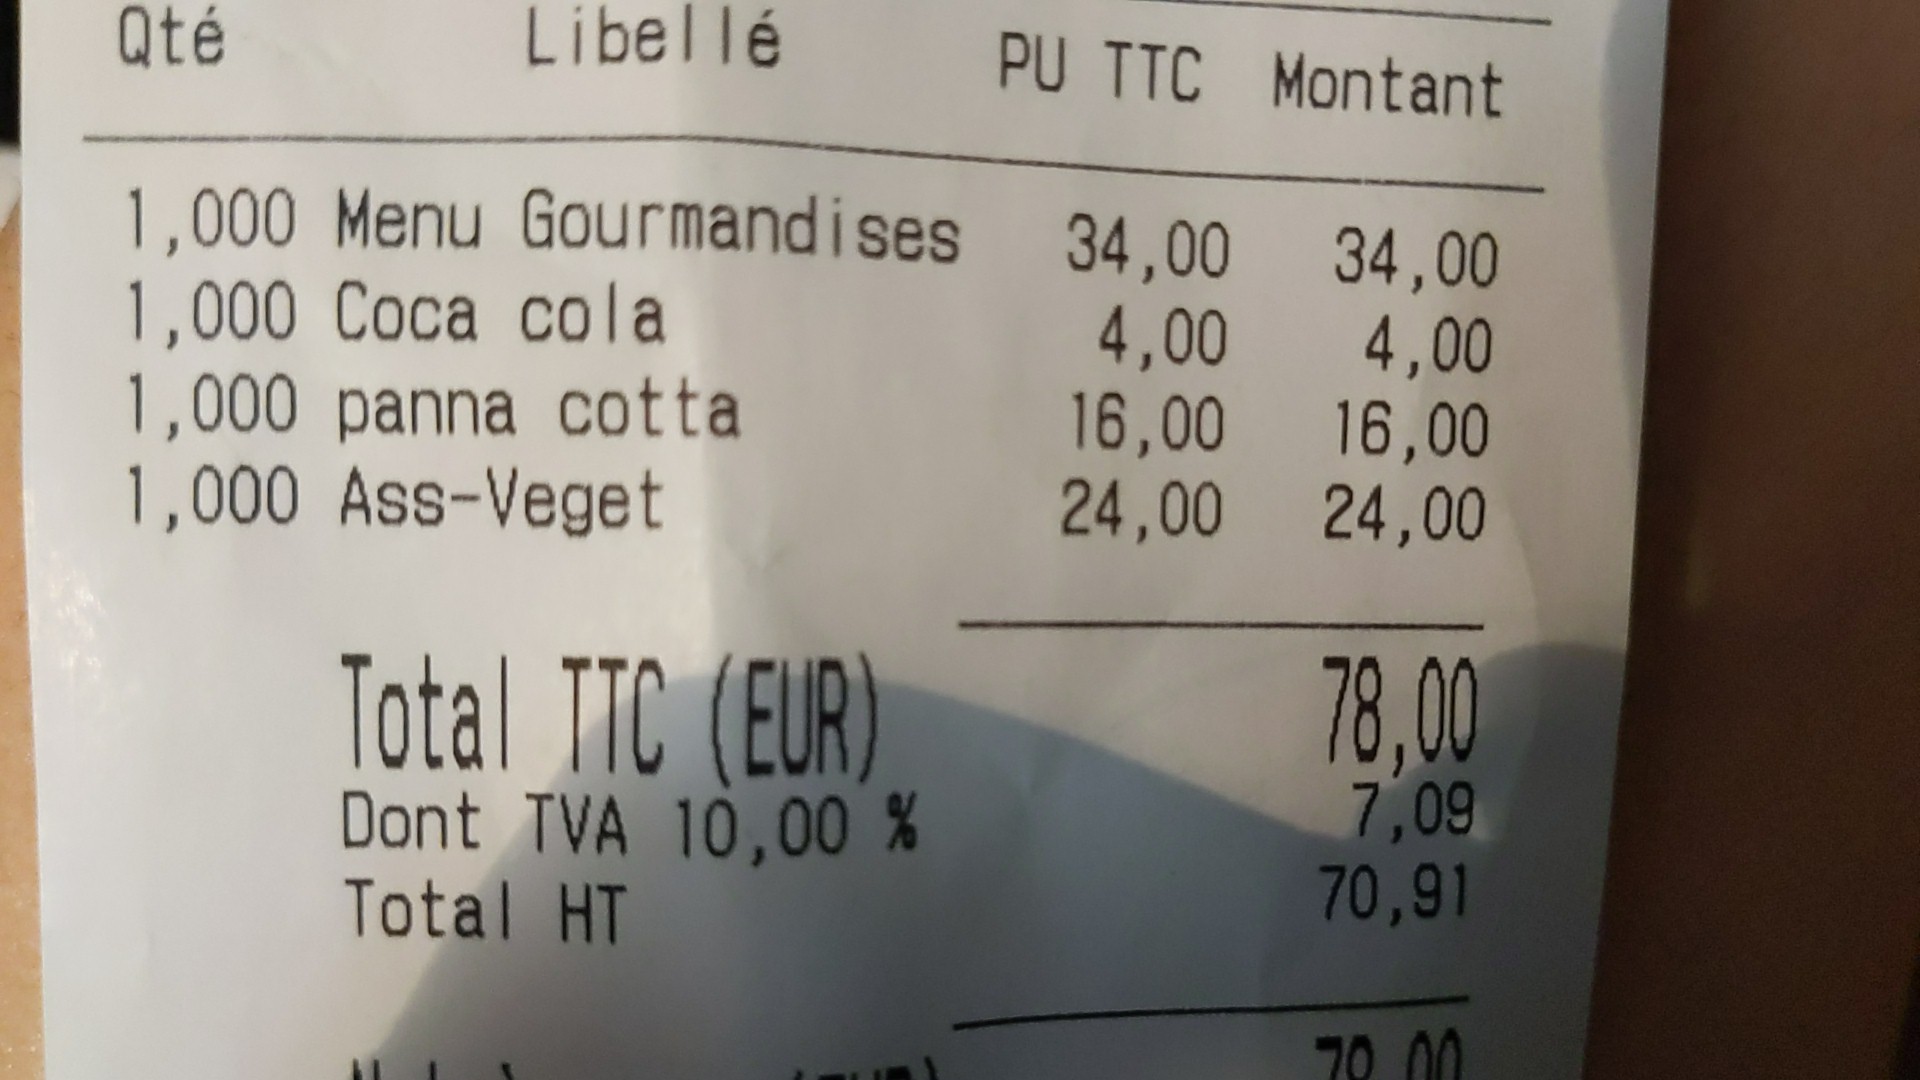 Qté Libellé PU TTC Montant
1,000 Menu Gourmandises 34,00 34,00
1,000 Coca cola 4,00 4,00
1,000 panna cotta 16,00 16,00
1,000 Ass-Veget 24,00 24,00
Total TTC (EUR) 78,00
Dont TVA 10,00 % 7,09
Total HT 70,91